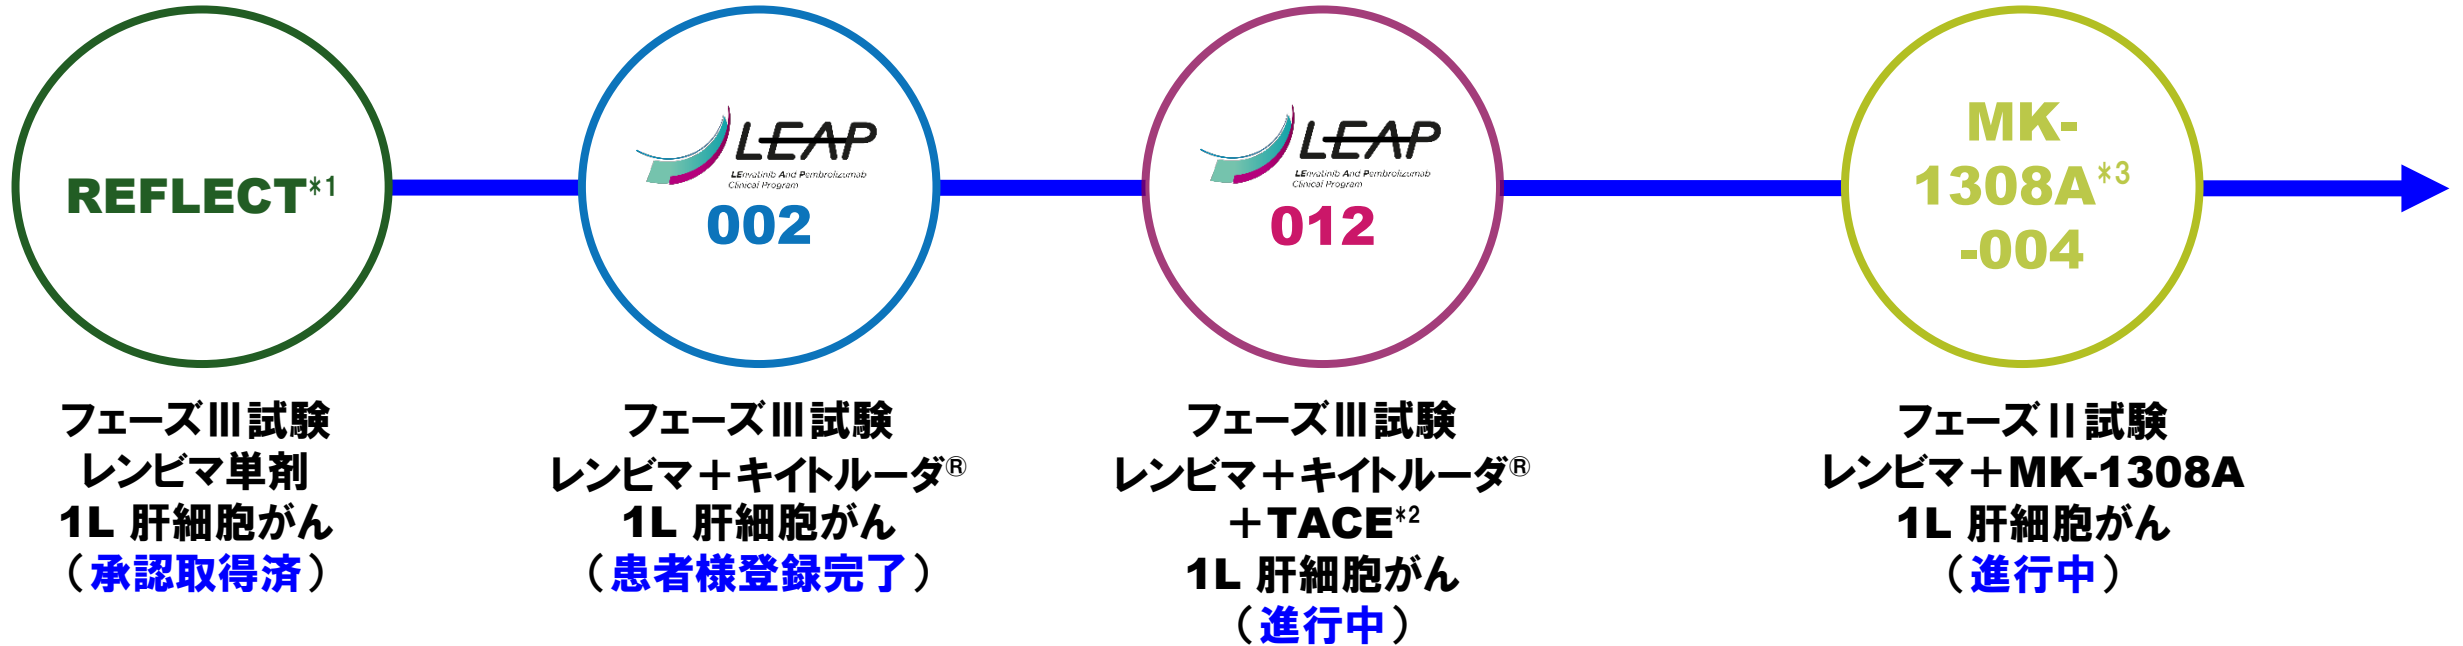 REFLECT*1
フェーズⅢ試験
レンビマ単剤
1L 肝細胞がん
（承認取得済）
LEAP
LEnvatinib And Pembrolizumab
Clinical Program
002
フェーズⅢ試験
レンビマ＋キイトルーダ®
1L 肝細胞がん
（患者様登録完了）
LEAP
LEnvatinib And Pembrolizumab
Clinical Program
012
フェーズⅢ試験
レンビマ＋キイトルーダ®
＋TACE*2
1L 肝細胞がん
（進行中）
MK-
1308A*3
-004
フェーズⅡ試験
レンビマ＋MK-1308A
1L 肝細胞がん
（進行中）